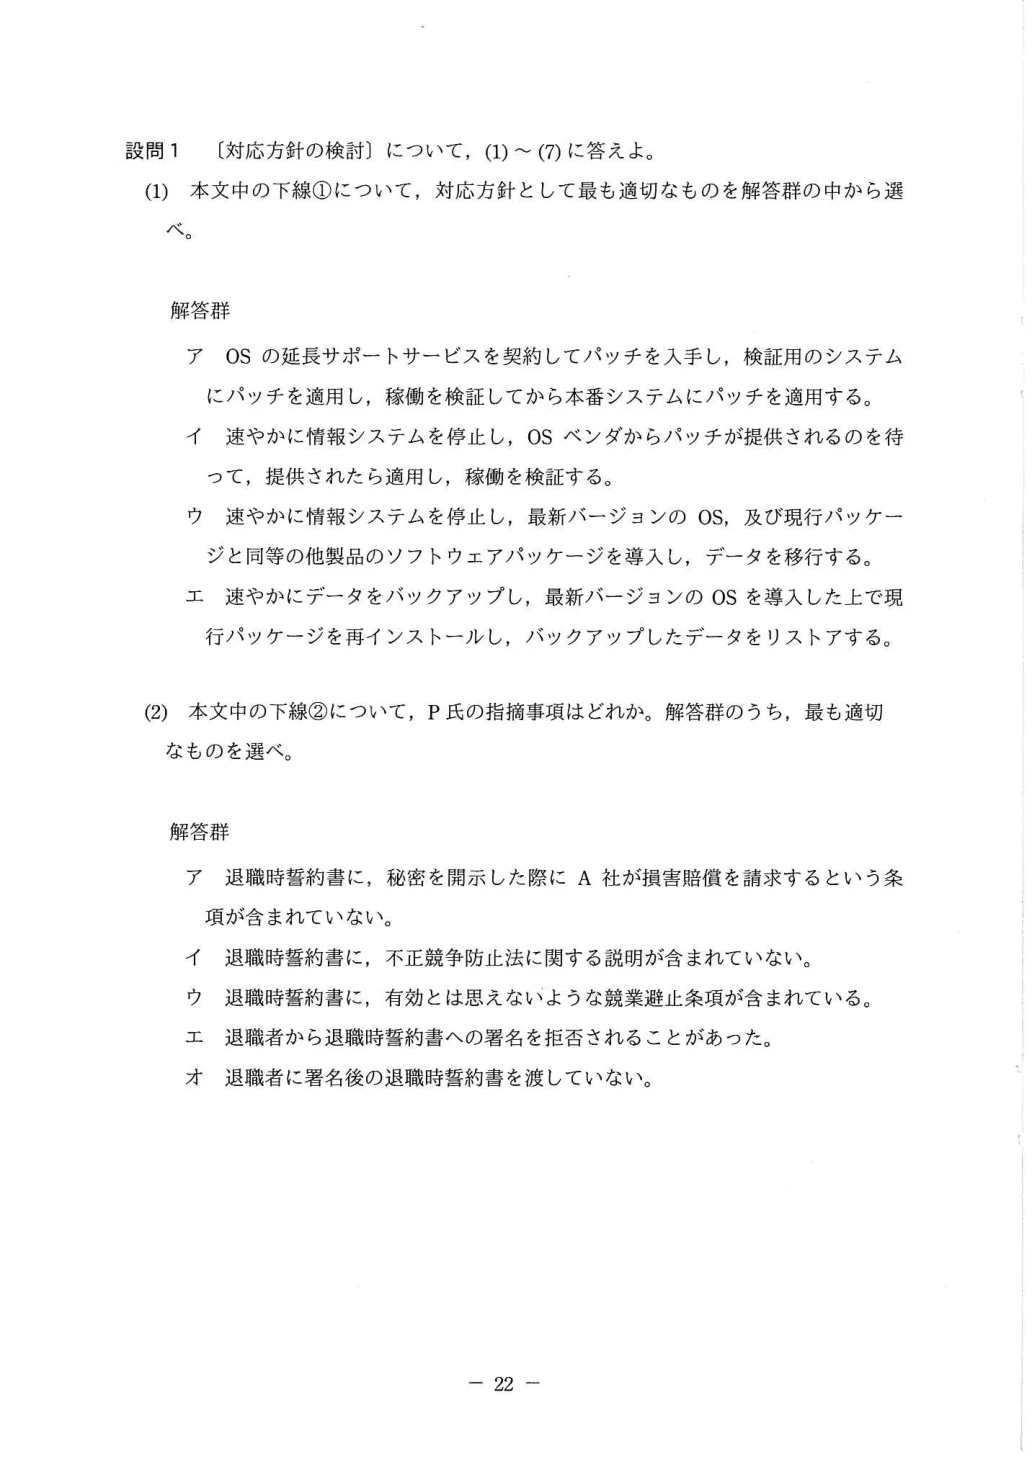 設問1　〔対応方針の検討〕について，(1)～(7)に答えよ。
(1)　本文中の下線①について，対応方針として最も適切なものを解答群の中から選
べ。
解答群
ア　OS の延長サポートサービスを契約してパッチを入手し，検証用のシステム
にパッチを適用し，稼働を検証してから本番システムにパッチを適用する。
イ　速やかに情報システムを停止し，OS ベンダからパッチが提供されるのを待
って，提供されたら適用し，稼働を検証する。
ウ　速やかに情報システムを停止し，最新バージョンの OS，及び現行パッケー
ジと同等の他製品のソフトウェアパッケージを導入し，データを移行する。
エ　速やかにデータをバックアップし，最新バージョンの OS を導入した上で現
行パッケージを再インストールし，バックアップしたデータをリストアする。
(2)　本文中の下線②について，P 氏の指摘事項はどれか。解答群のうち，最も適切
なものを選べ。
解答群
ア　退職時誓約書に，秘密を開示した際に A 社が損害賠償を請求するという条
項が含まれていない。
イ　退職時誓約書に，不正競争防止法に関する説明が含まれていない。
ウ　退職時誓約書に，有効とは思えないような競業避止条項が含まれている。
エ　退職者から退職時誓約書への署名を拒否されることがあった。
オ　退職者に署名後の退職時誓約書を渡していない。
－ 22 －